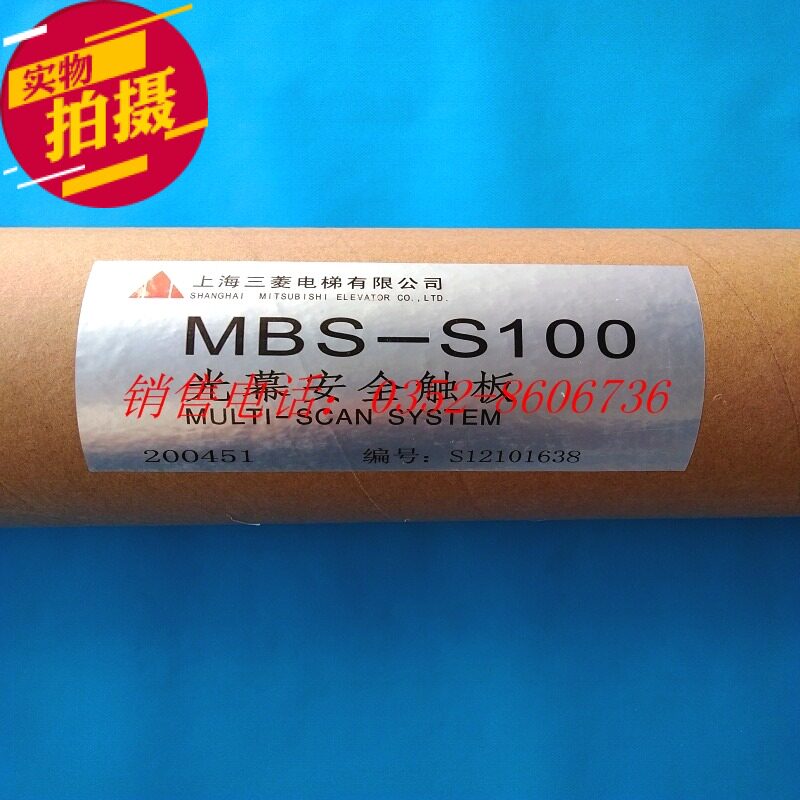 实物
拍摄
上海三菱电梯有限公司
SHANGHAI MITSUBISHI ELEVATOR CO.,LTD.
MBS-S100
光幕安全触板
销售电话：0352-8606736
MULTI-SCAN SYSTEM
200451 编号：S12101638